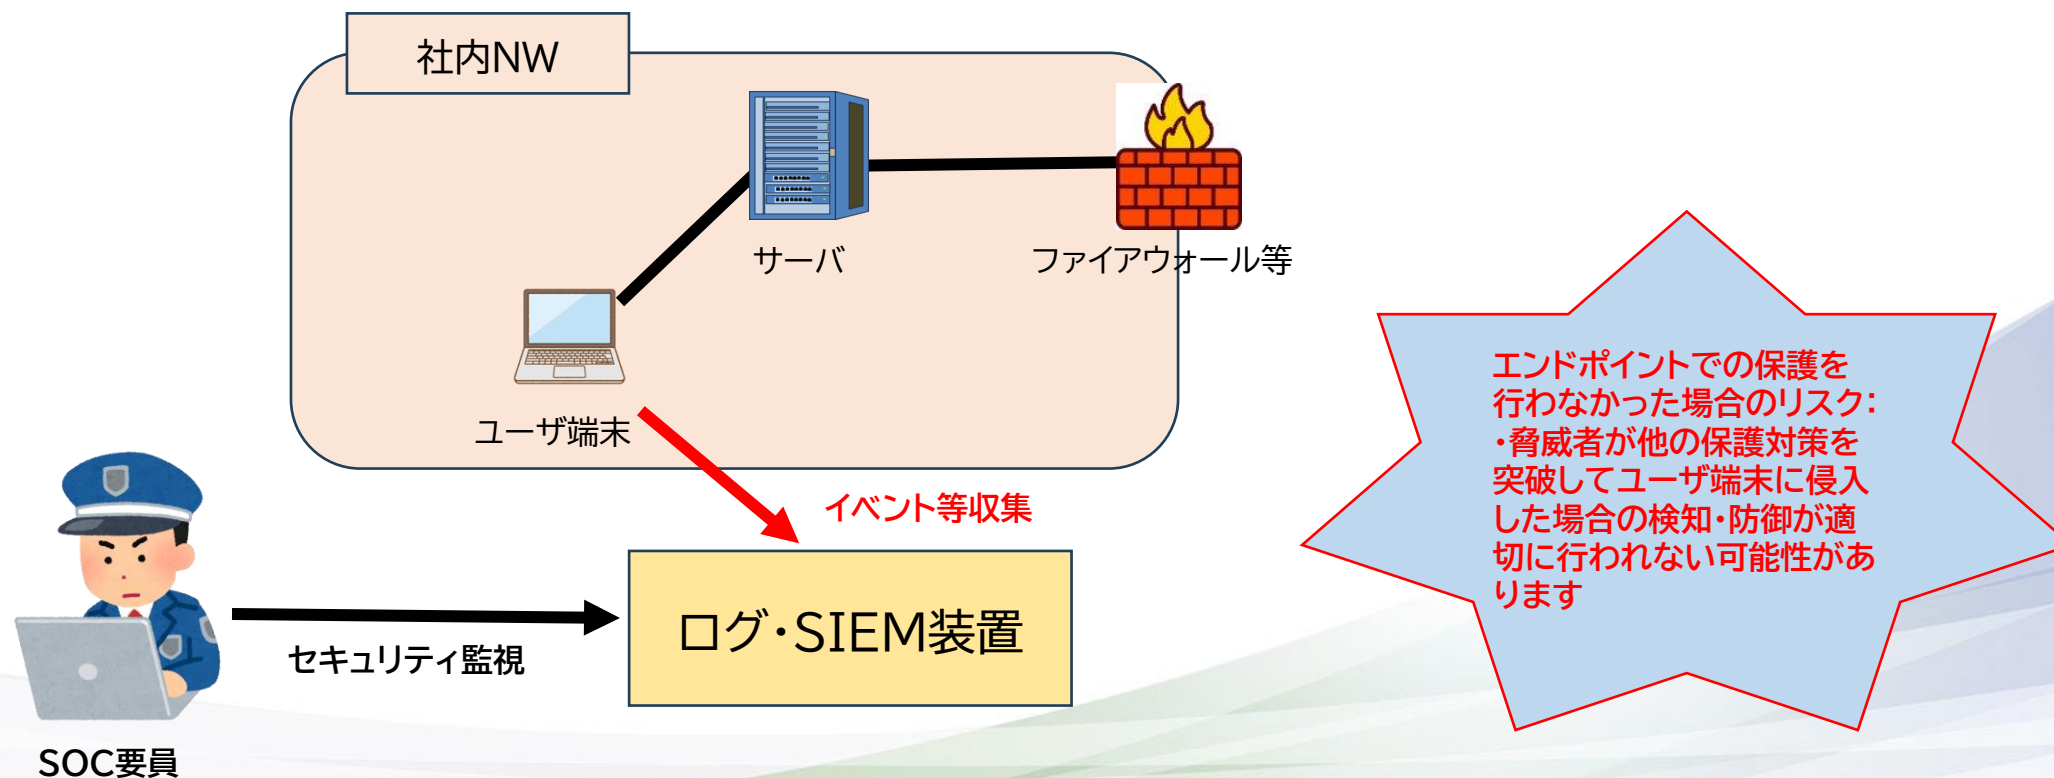 社内NW
サーバ
ファイアウォール等
ユーザ端末
イベント等収集
ログ・SIEM装置
セキュリティ監視
SOC要員
エンドポイントでの保護を
行わなかった場合のリスク：
・脅威者が他の保護対策を
突破してユーザ端末に侵入
した場合の検知・防御が適
切に行われない可能性があ
ります